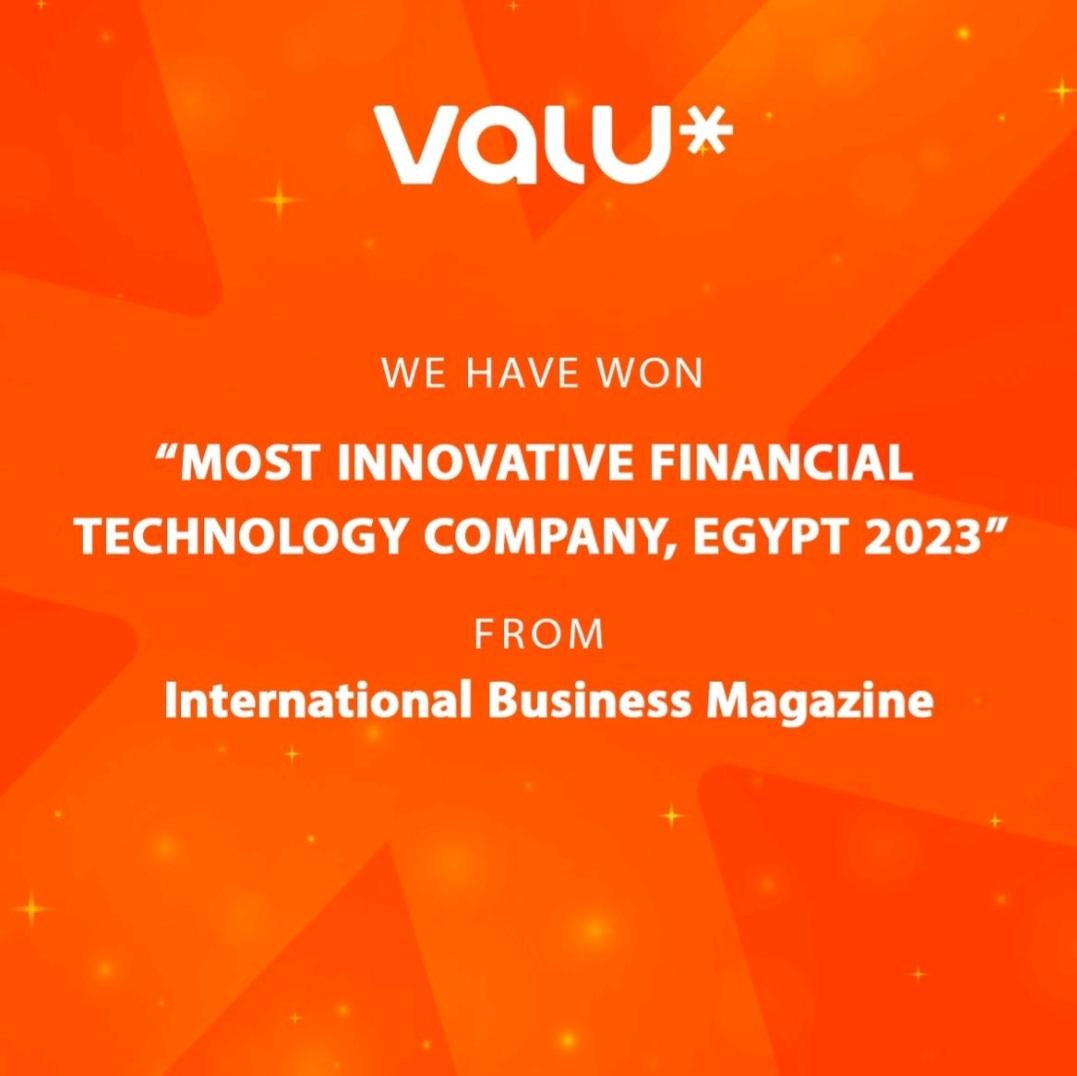 valu*
WE HAVE WON
“MOST INNOVATIVE FINANCIAL
TECHNOLOGY COMPANY, EGYPT 2023”
FROM
International Business Magazine